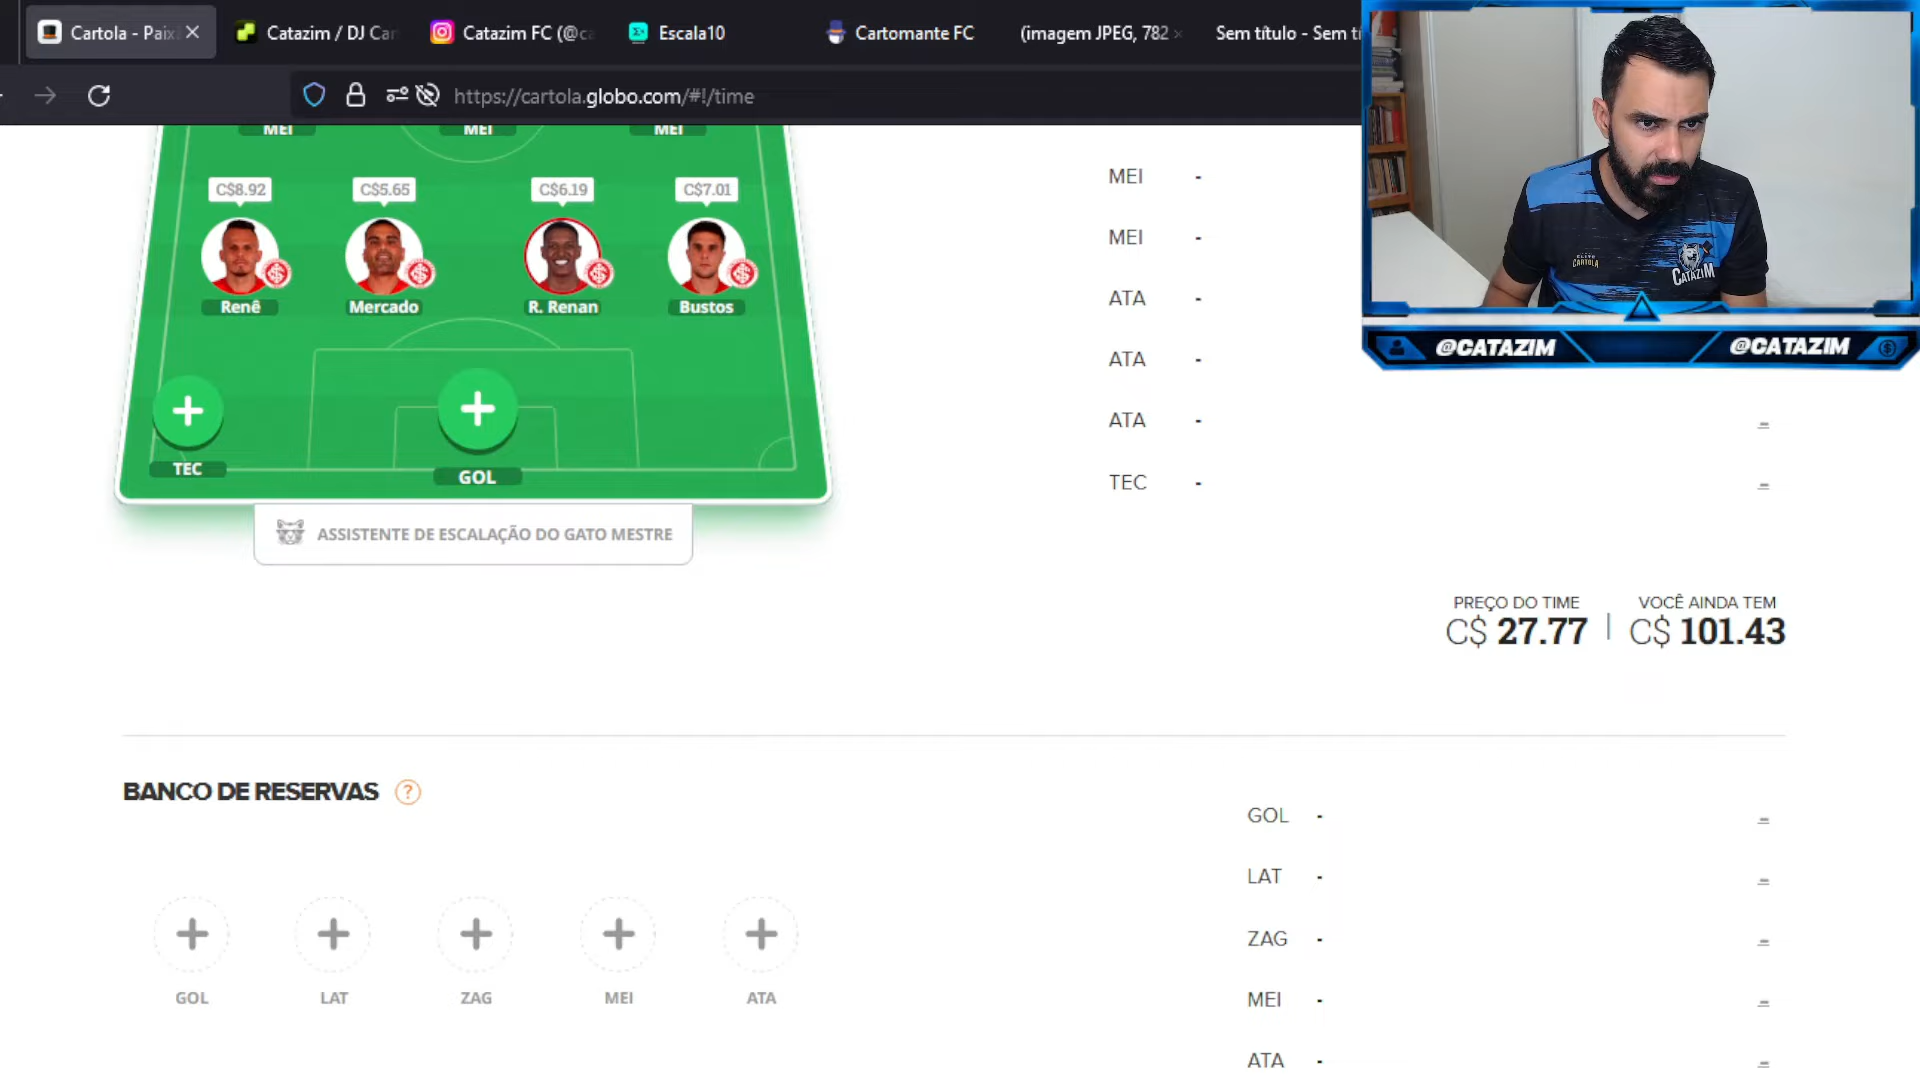 Cartola - Paix
Catazim / DJ Car
Catazim FC (@ca
Escala10
Cartomante FC
(imagem JPEG, 782
Sem título - Sem tí
https://cartola.globo.com/#!/time
MEI
MEI
MEI
C$8.92
C$5.65
C$6.19
C$7.01
Renê
Mercado
R. Renan
Bustos
TEC
GOL
ASSISTENTE DE ESCALAÇÃO DO GATO MESTRE
MEI -
MEI -
ATA -
ATA -
ATA -
TEC -
ELITE CARTOLA
CATAZIM
@CATAZIM
@CATAZIM
PREÇO DO TIME
C$ 27.77
VOCÊ AINDA TEM
C$ 101.43
BANCO DE RESERVAS ?
GOL
LAT
ZAG
MEI
ATA
GOL -
LAT -
ZAG -
MEI -
ATA -